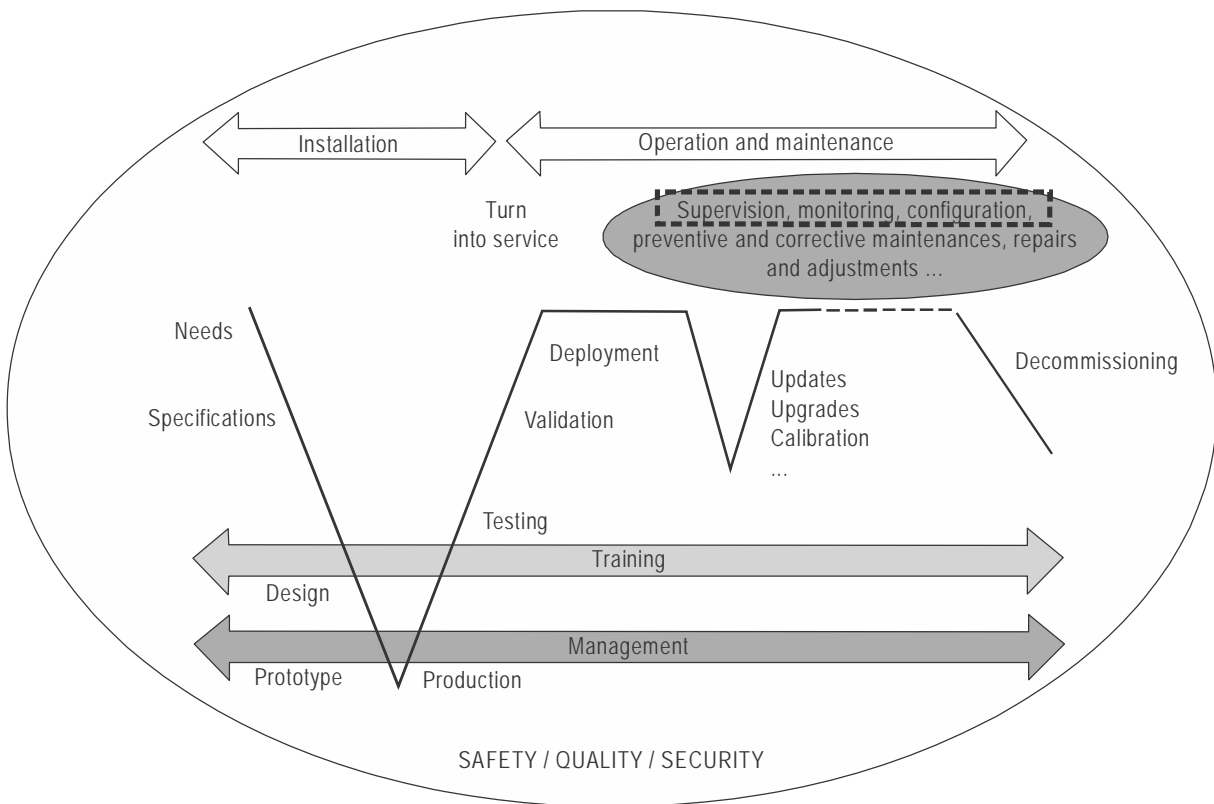 Installation
Operation and maintenance
Turn
into service
Supervision, monitoring, configuration,
preventive and corrective maintenances, repairs
and adjustments ...
Needs
Deployment
Decommissioning
Specifications
Validation
Updates
Upgrades
Calibration
...
Testing
Training
Design
Management
Prototype
Production
SAFETY / QUALITY / SECURITY